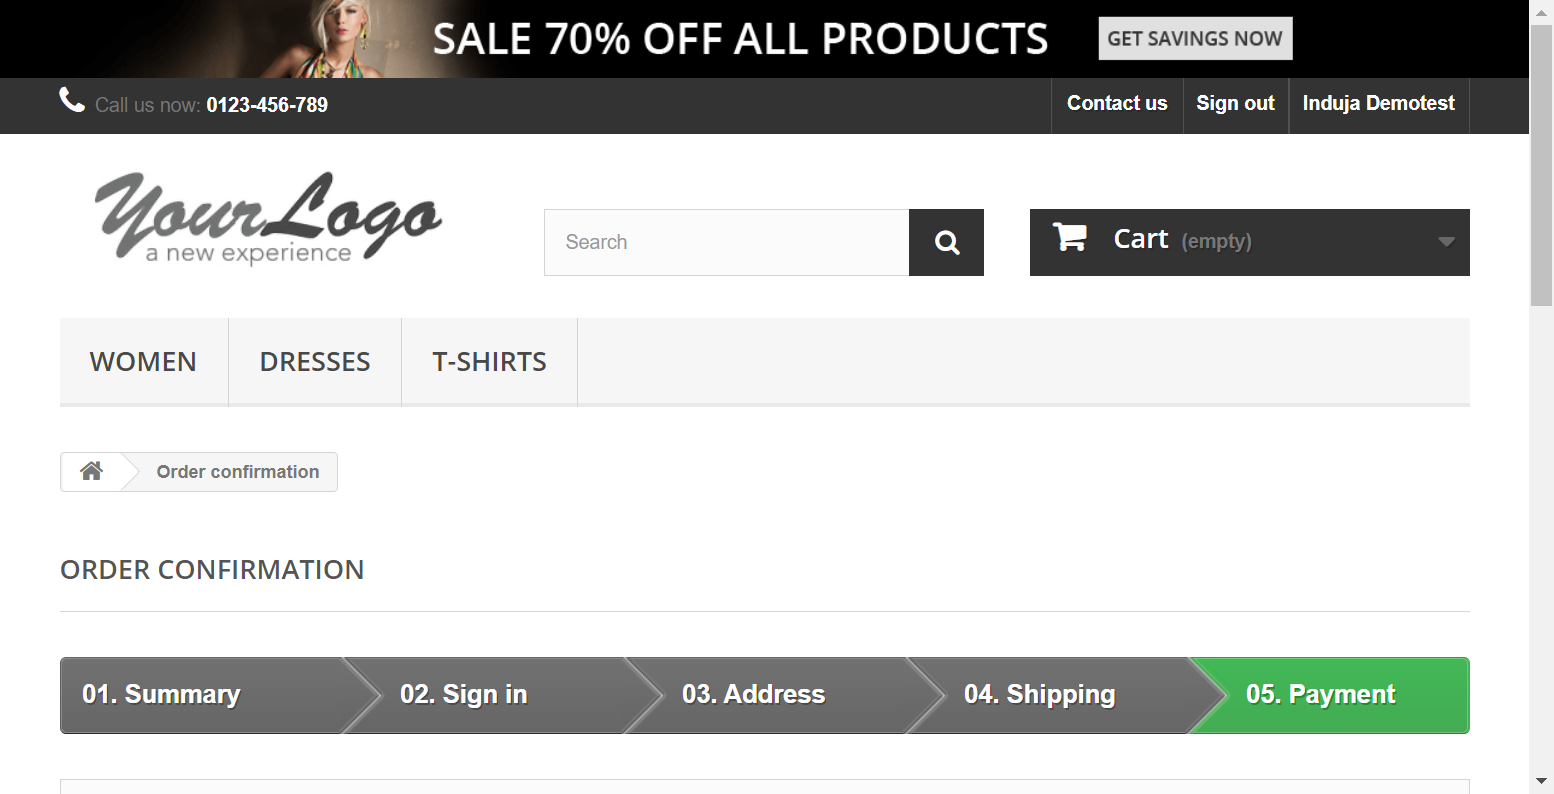 SALE 70% OFF ALL PRODUCTS GET SAVINGS NOW
Call us now: 0123-456-789 Contact us Sign out Induja Demotest
YourLogo
a new experience
Search
Cart (empty)
WOMEN DRESSES T-SHIRTS
Order confirmation
ORDER CONFIRMATION
01. Summary 02. Sign in 03. Address 04. Shipping 05. Payment